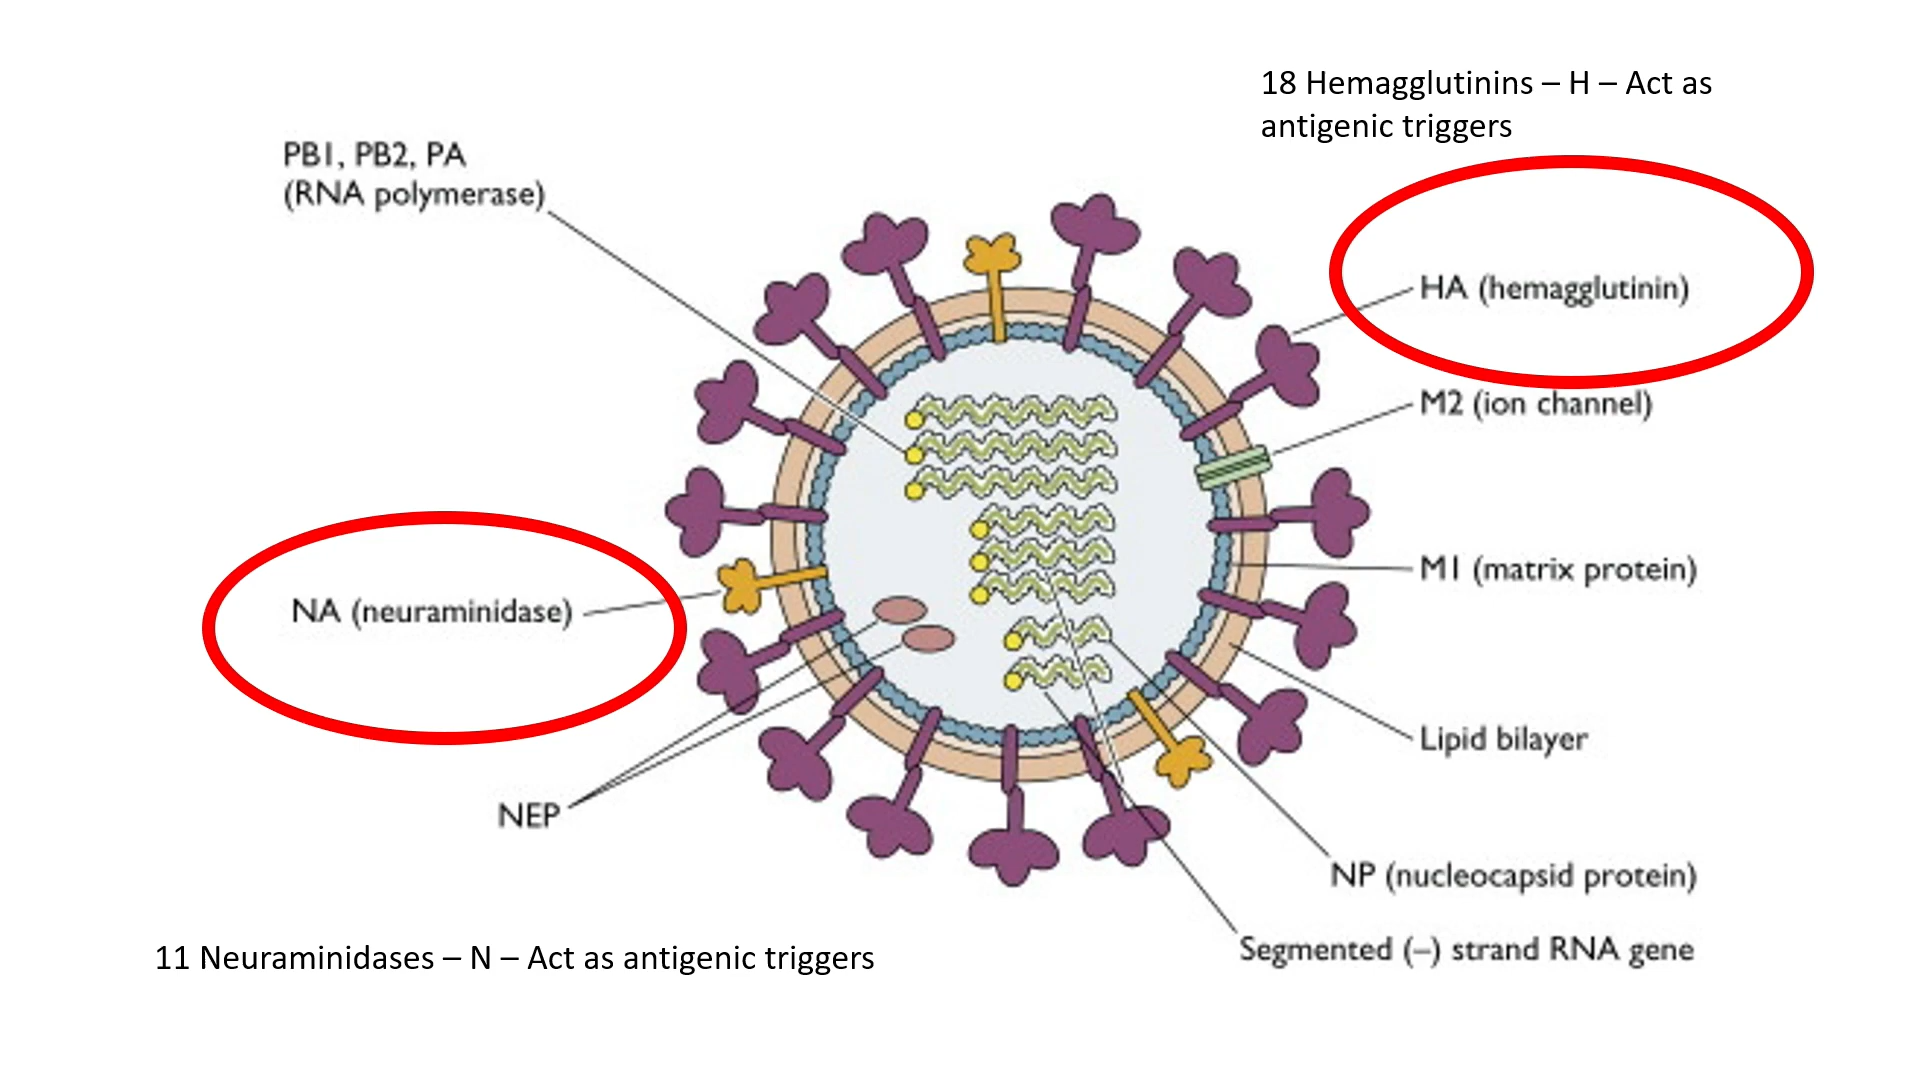 18 Hemagglutinins – H – Act as
antigenic triggers
PB1, PB2, PA
(RNA polymerase)
HA (hemagglutinin)
M2 (ion channel)
M1 (matrix protein)
NA (neuraminidase)
Lipid bilayer
NEP
NP (nucleocapsid protein)
Segmented (–) strand RNA gene
11 Neuraminidases – N – Act as antigenic triggers